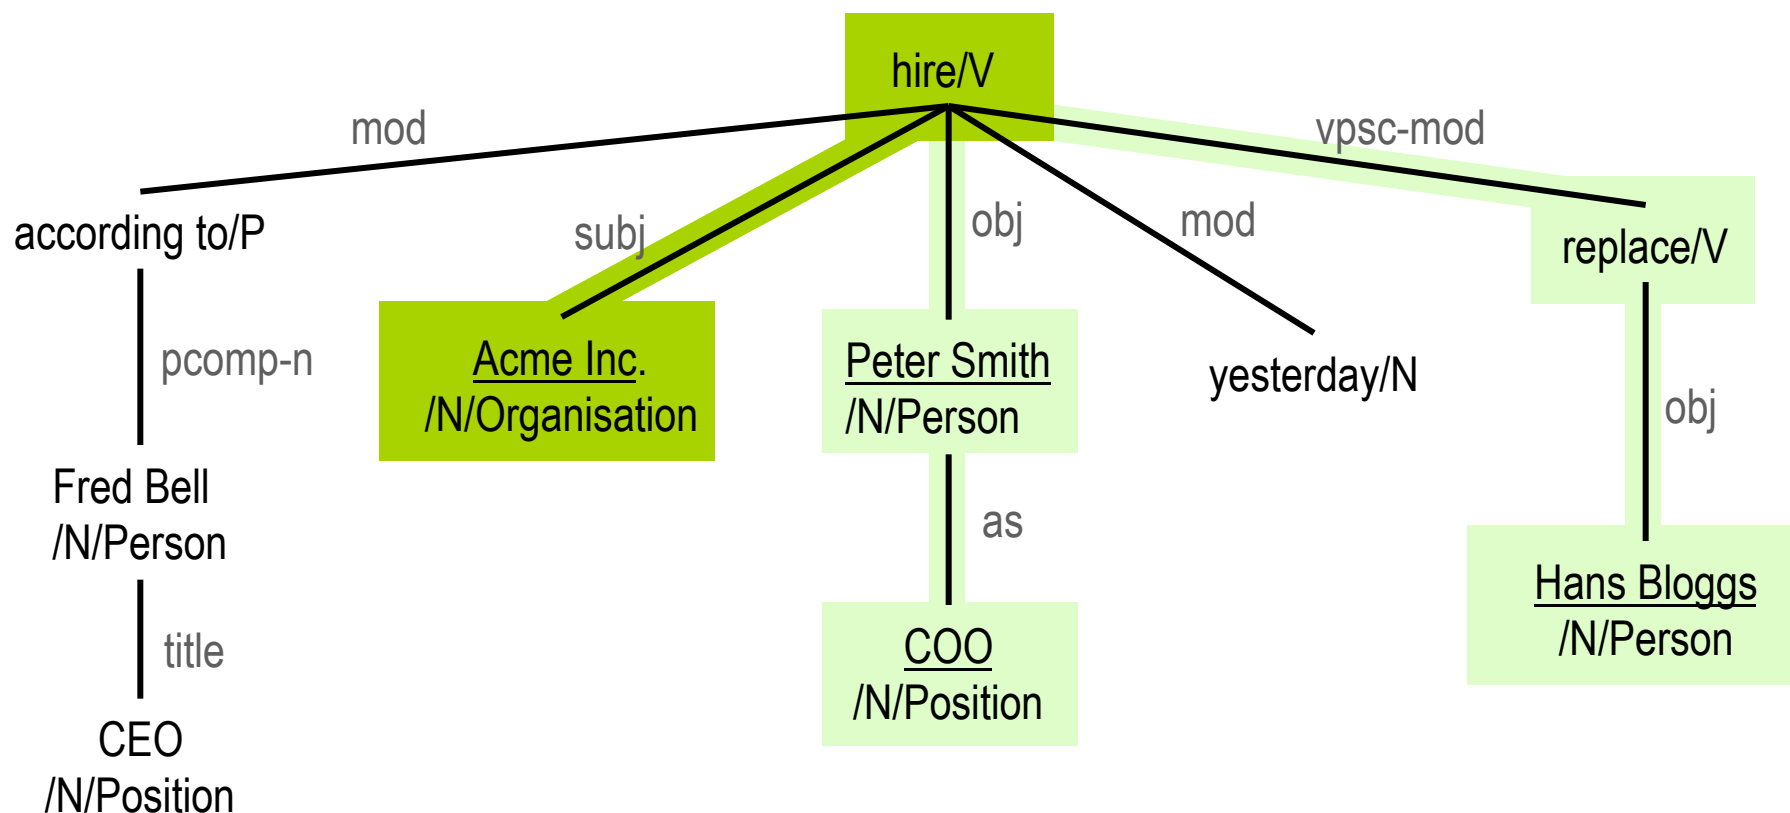 hire/V
mod
vpsc-mod
according to/P
subj
obj
mod
replace/V
pcomp-n
Acme Inc.
/N/Organisation
Peter Smith
/N/Person
yesterday/N
obj
Fred Bell
/N/Person
as
Hans Bloggs
/N/Person
title
COO
/N/Position
CEO
/N/Position